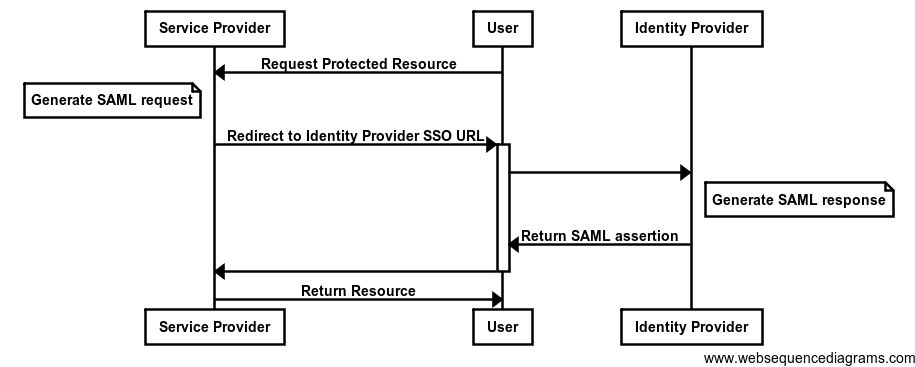 Service Provider
User
Identity Provider
Request Protected Resource
Generate SAML request
Redirect to Identity Provider SSO URL
Generate SAML response
Return SAML assertion
Return Resource
Service Provider
User
Identity Provider
www.websequencediagrams.com